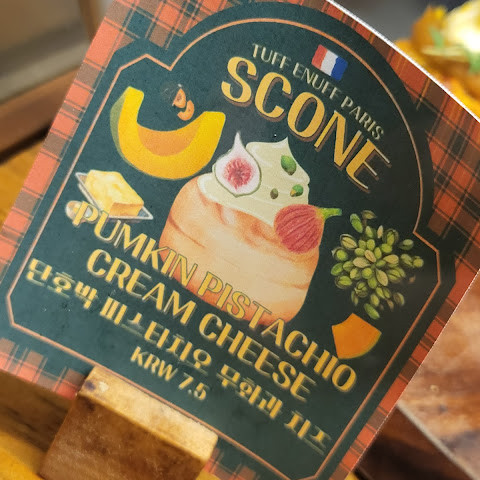 TUFF ENUFF PARIS
SCONE
PUMKIN PISTACHIO
CREAM CHEESE
단호박 피스타치오 무화과 치즈
KRW 7.5